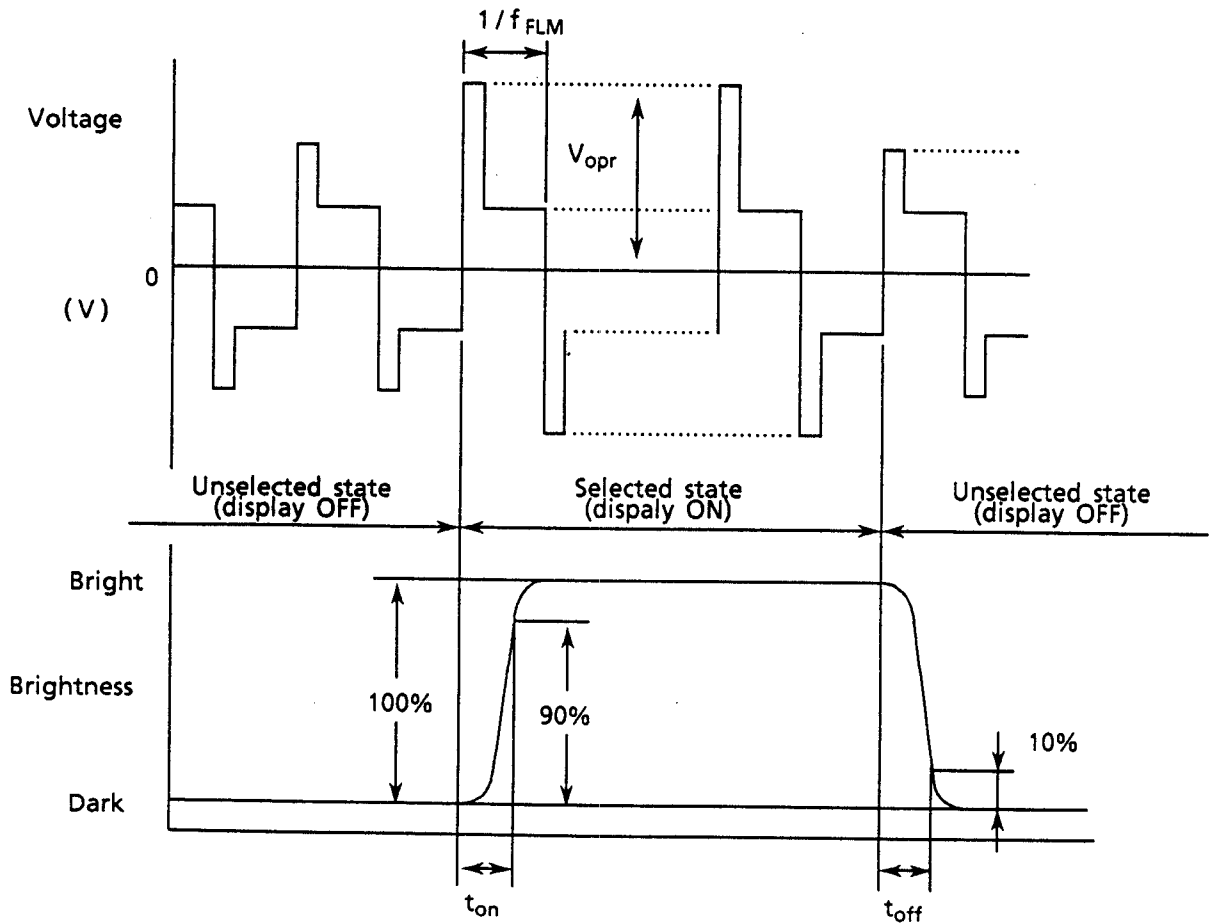 1 / fFLM
Voltage
Vopr
0
(V)
Unselected state
(display OFF)
Selected state
(dispaly ON)
Unselected state
(display OFF)
Bright
Brightness
100%
90%
10%
Dark
ton
toff